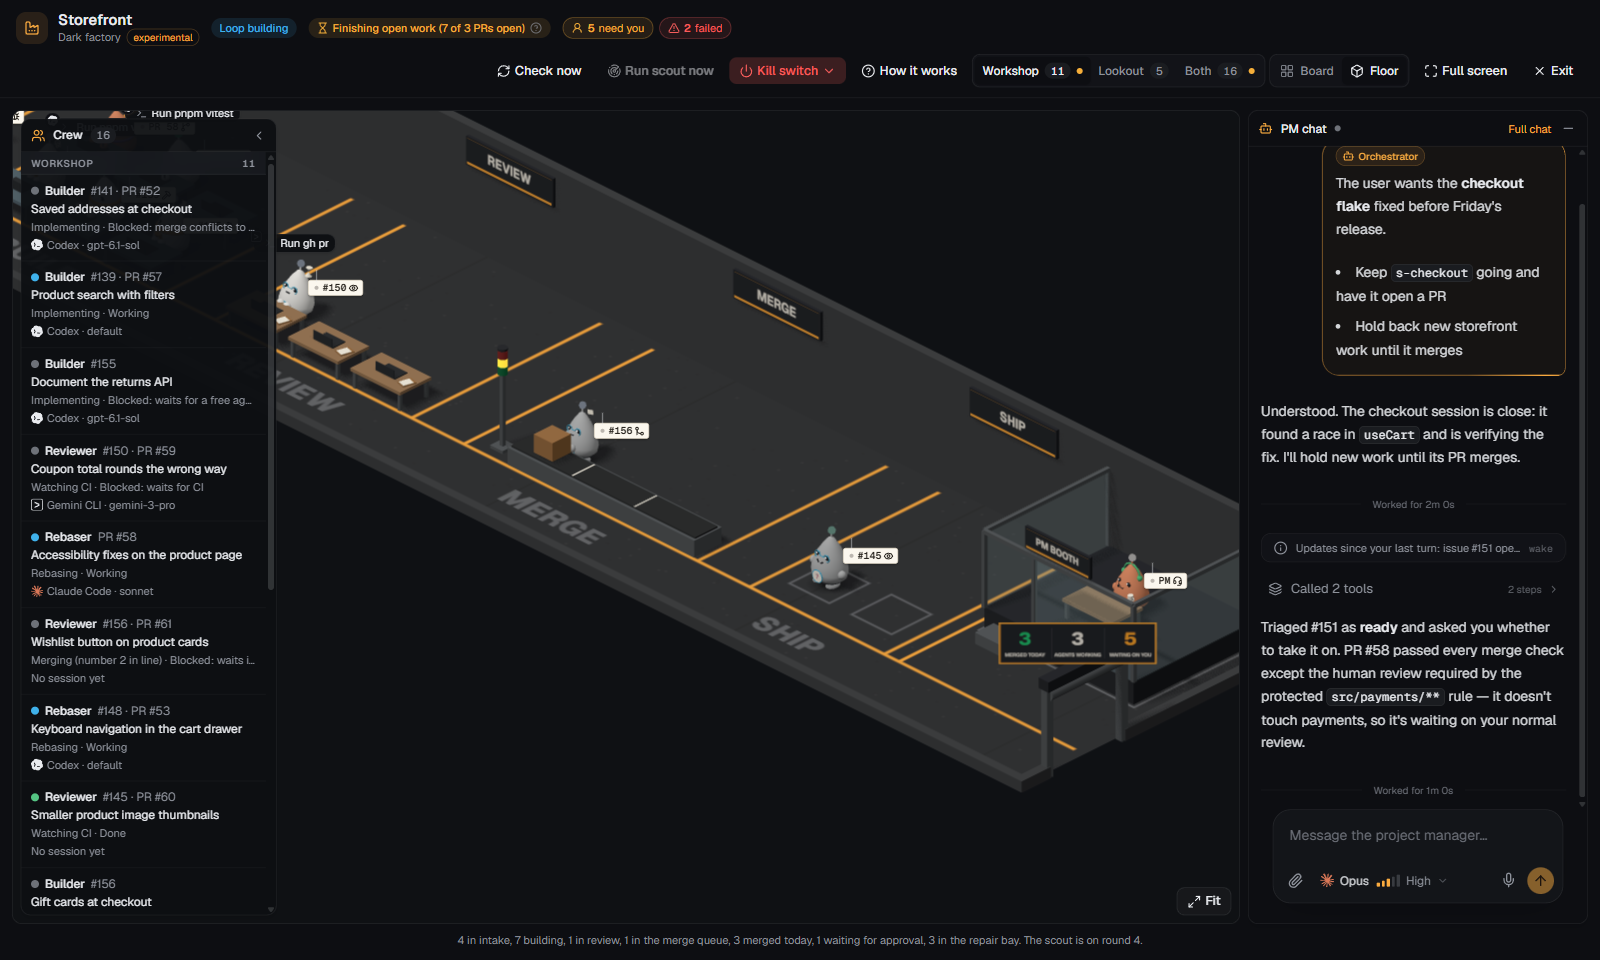 Storefront
Dark factory experimental
Loop building
Finishing open work (7 of 3 PRs open)
5 need you
2 failed
Check now
Run scout now
Kill switch
How it works
Workshop 11
Lookout 5
Both 16
Board
Floor
Full screen
Exit
Run pnpm vitest
Crew 16
WORKSHOP 11
Builder #141 · PR #52
Saved addresses at checkout
Implementing · Blocked: merge conflicts to ...
Codex · gpt-6.1-sol
Builder #139 · PR #57
Product search with filters
Implementing · Working
Codex · default
Builder #155
Document the returns API
Implementing · Blocked: waits for a free ag...
Codex · gpt-6.1-sol
Reviewer #150 · PR #59
Coupon total rounds the wrong way
Watching CI · Blocked: waits for CI
Gemini CLI · gemini-3-pro
Rebaser PR #58
Accessibility fixes on the product page
Rebasing · Working
Claude Code · sonnet
Reviewer #156 · PR #61
Wishlist button on product cards
Merging (number 2 in line) · Blocked: waits i...
No session yet
Rebaser #148 · PR #53
Keyboard navigation in the cart drawer
Rebasing · Working
Codex · default
Reviewer #145 · PR #60
Smaller product image thumbnails
Watching CI · Done
No session yet
Builder #156
Gift cards at checkout
REVIEW
Run gh pr
#150
MERGE
VIEW
#156
SHIP
MERGE
#145
PM BOOTH
PM
SHIP
3 3 5
MERGED TODAY AGENTS WORKING WAITING ON YOU
Fit
PM chat
Full chat
Orchestrator
The user wants the checkout
flake fixed before Friday's
release.
• Keep s-checkout going and
have it open a PR
• Hold back new storefront
work until it merges
Understood. The checkout session is close: it
found a race in useCart and is verifying the
fix. I'll hold new work until its PR merges.
Worked for 2m 0s
Updates since your last turn: issue #151 ope... wake
Called 2 tools 2 steps
Triaged #151 as ready and asked you whether
to take it on. PR #58 passed every merge check
except the human review required by the
protected src/payments/** rule — it doesn't
touch payments, so it's waiting on your normal
review.
Worked for 1m 0s
Message the project manager...
Opus High
4 in intake, 7 building, 1 in review, 1 in the merge queue, 3 merged today, 1 waiting for approval, 3 in the repair bay. The scout is on round 4.